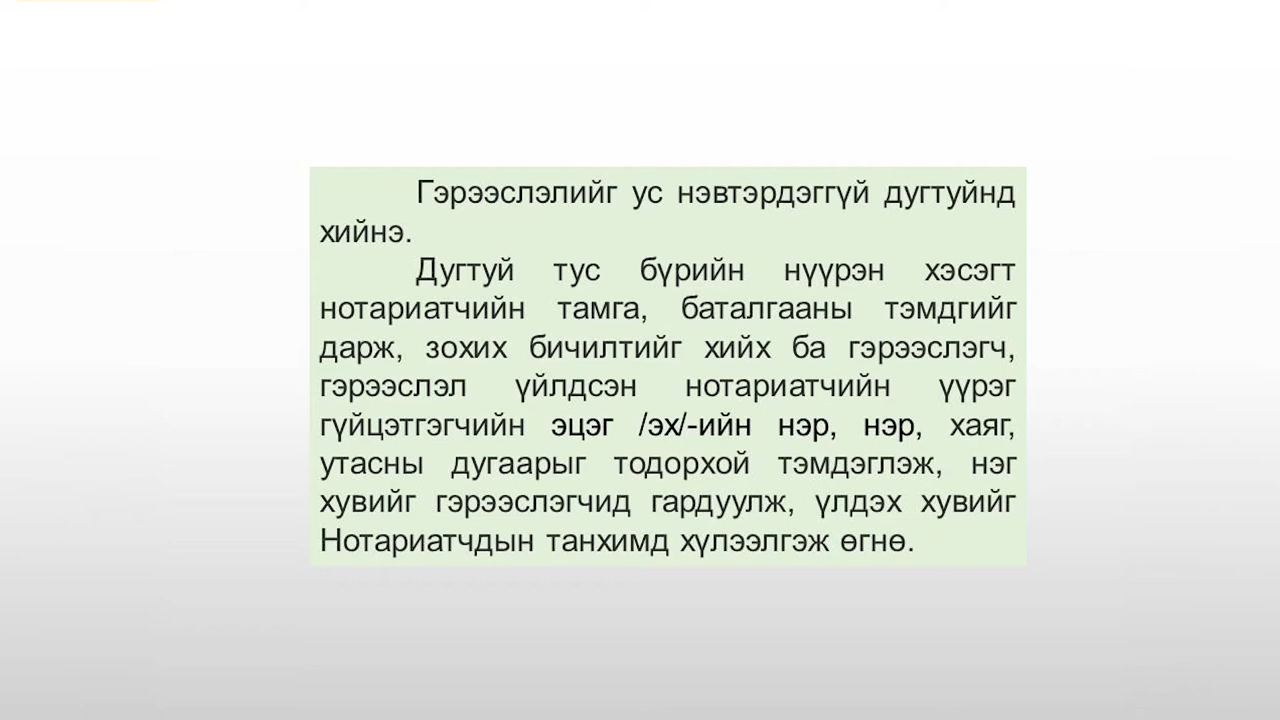 Гэрээслэлийг ус нэвтэрдэггүй дугтуйнд
хийнэ.
Дугтуй тус бүрийн нүүрэн хэсэгт
нотариатчийн тамга, баталгааны тэмдгийг
дарж, зохих бичилтийг хийх ба гэрээслэгч,
гэрээслэл үйлдсэн нотариатчийн үүрэг
гүйцэтгэгчийн эцэг /эх/-ийн нэр, нэр, хаяг,
утасны дугаарыг тодорхой тэмдэглэж, нэг
хувийг гэрээслэгчид гардуулж, үлдэх хувийг
Нотариатчдын танхимд хүлээлгэж өгнө.